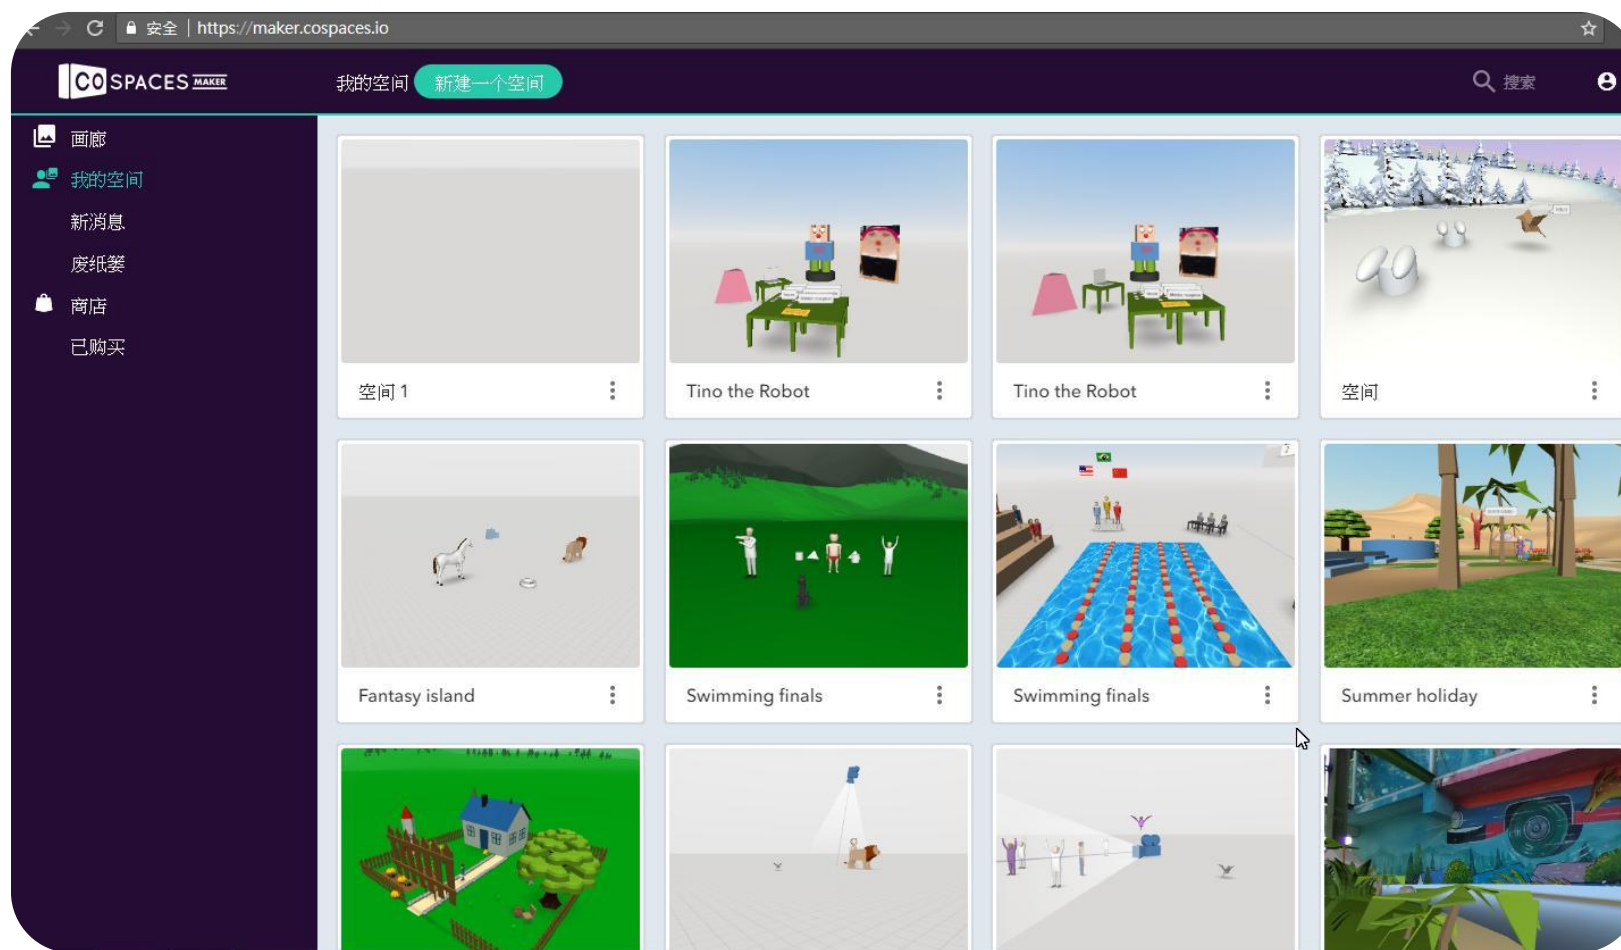 安全 | https://maker.cospaces.io
COSPACES MAKER
我的空间
新建一个空间
搜索
画廊
我的空间
新消息
废纸篓
商店
已购买
空间 1
Tino the Robot
Tino the Robot
空间
Fantasy island
Swimming finals
Swimming finals
Summer holiday